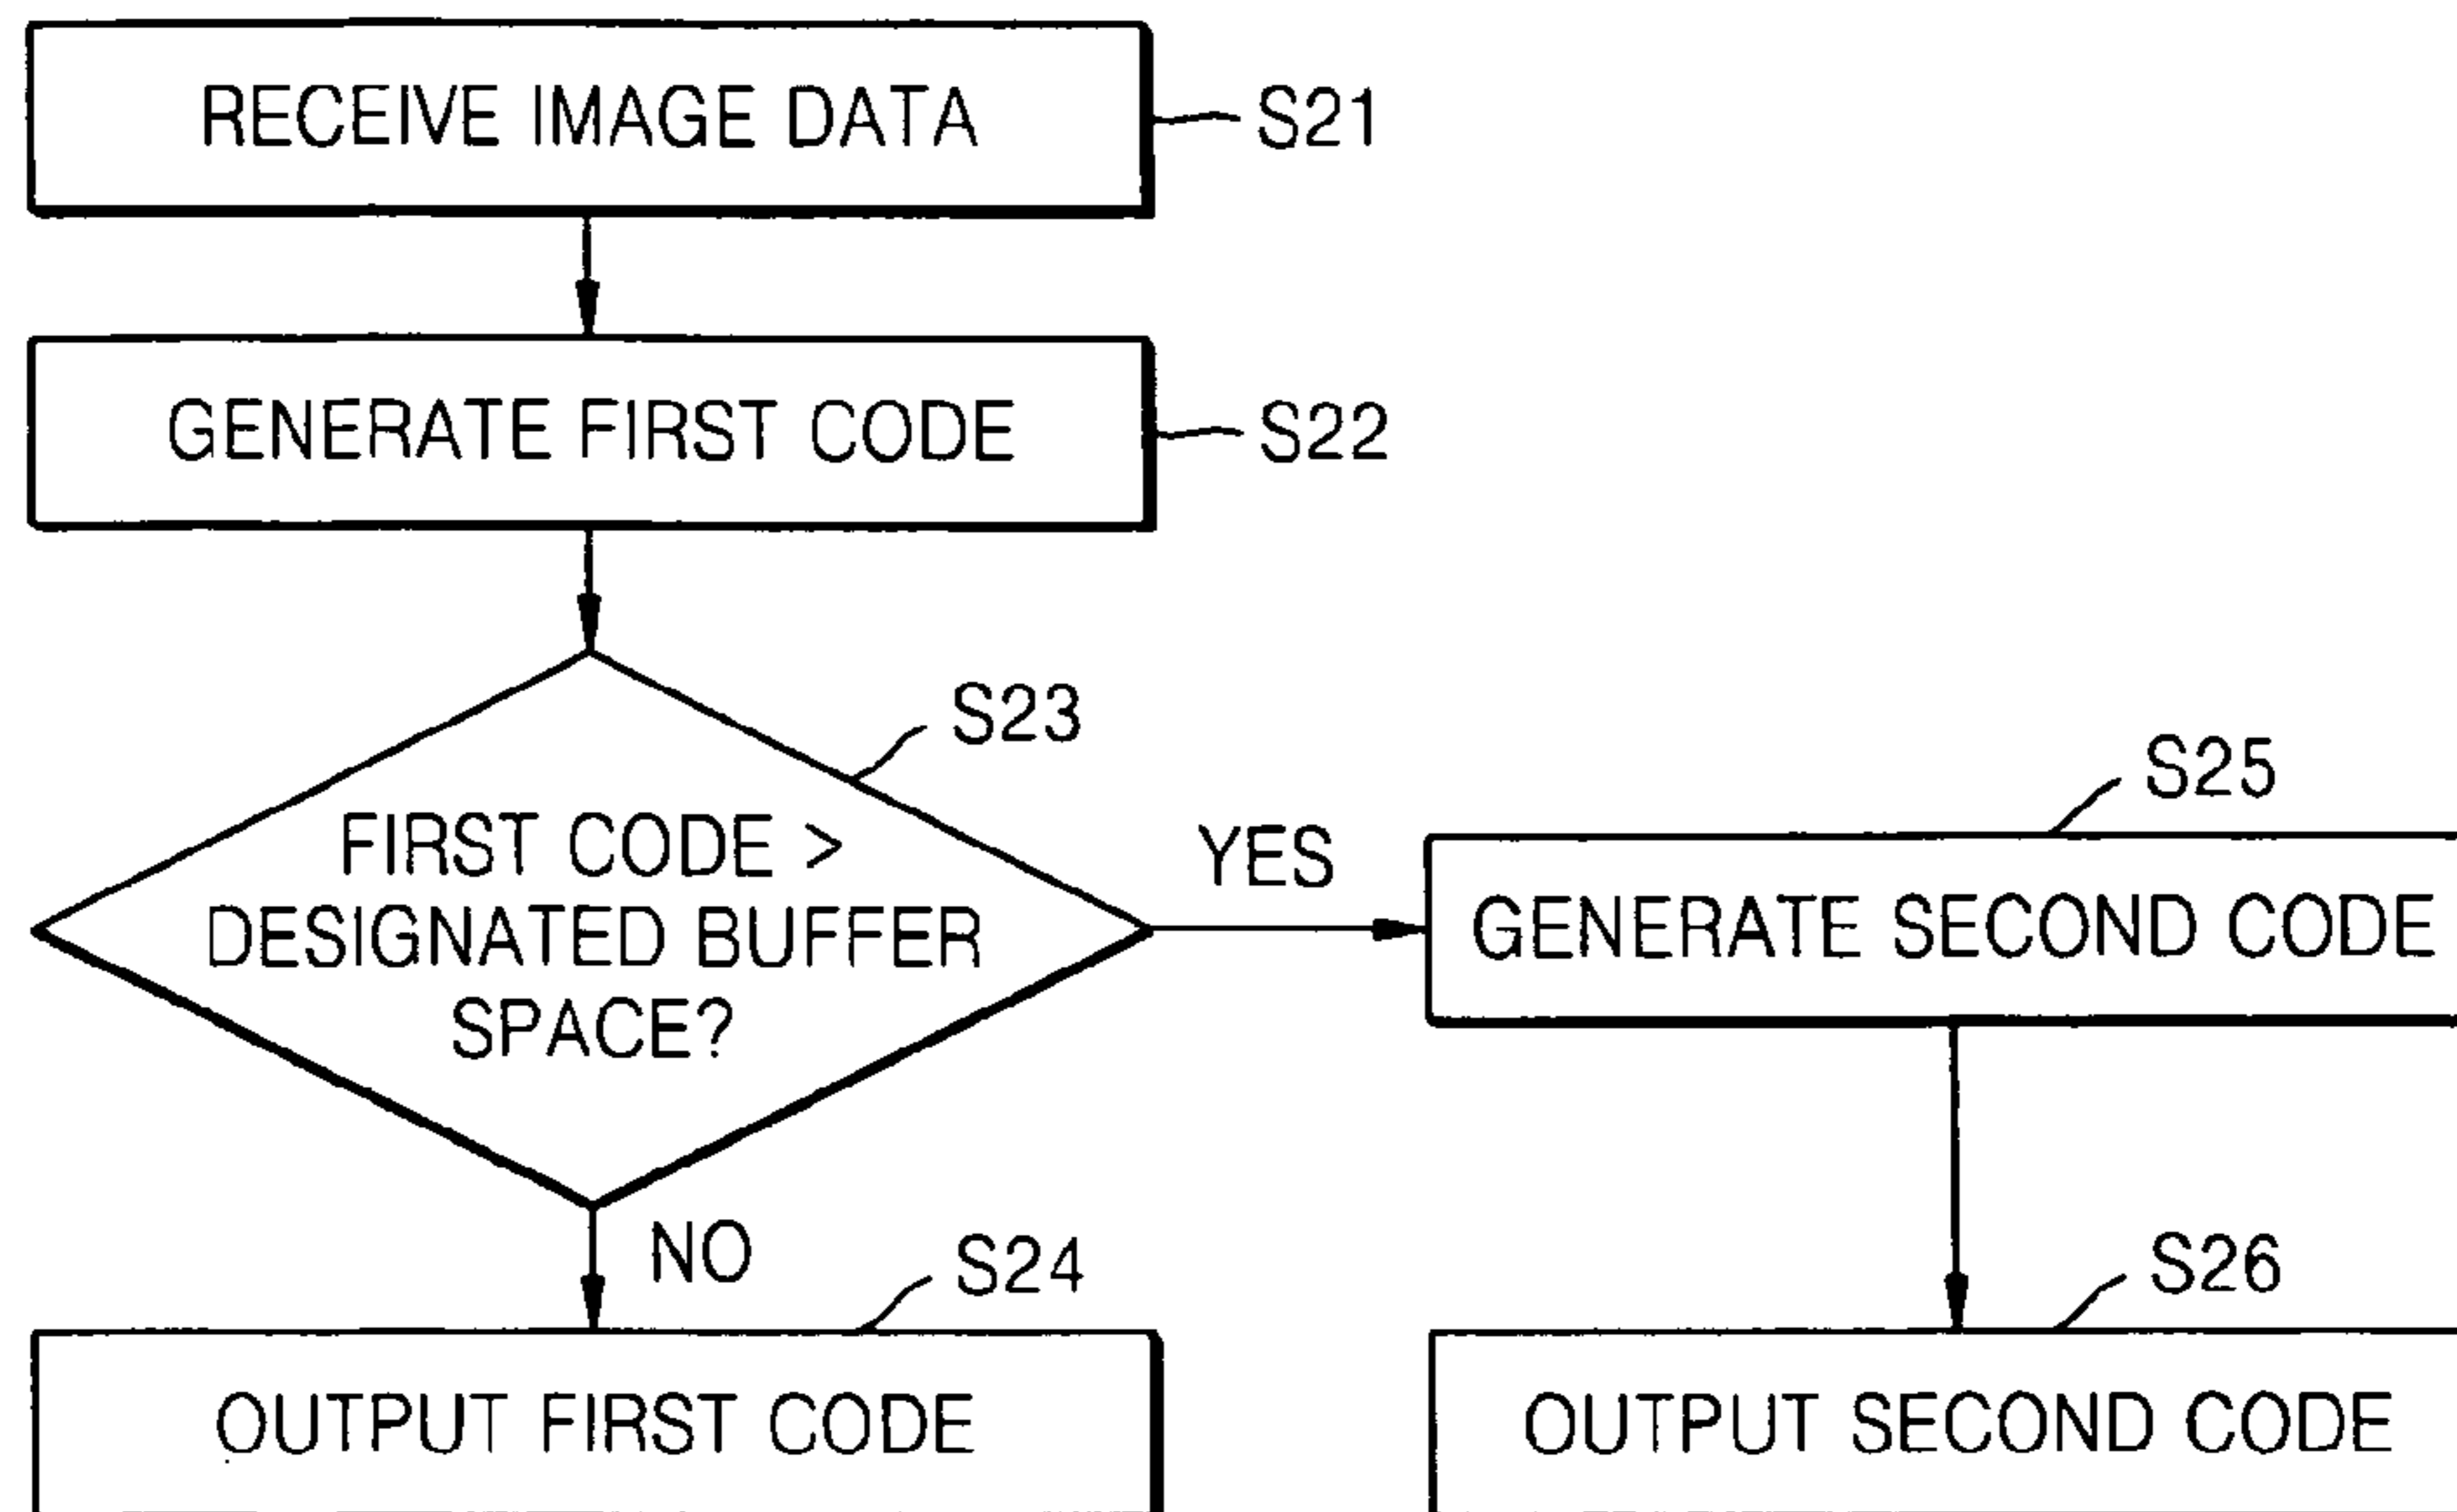 RECEIVE IMAGE DATA
S21
GENERATE FIRST CODE
S22
S23
FIRST CODE >
DESIGNATED BUFFER
SPACE?
YES
S25
GENERATE SECOND CODE
NO
S24
OUTPUT FIRST CODE
S26
OUTPUT SECOND CODE